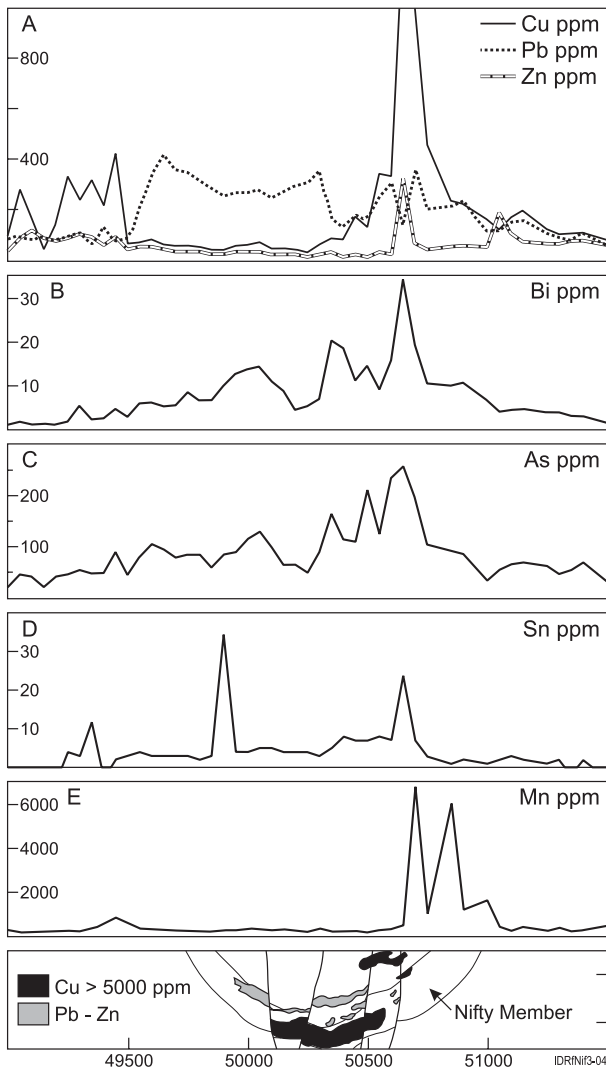 A
Cu ppm
Pb ppm
Zn ppm
800
400
B
Bi ppm
30
20
10
C
As ppm
200
100
D
Sn ppm
30
20
10
E
Mn ppm
6000
4000
2000
Cu > 5000 ppm
Pb - Zn
Nifty Member
49500 50000 50500 51000
IDRfNif3-04